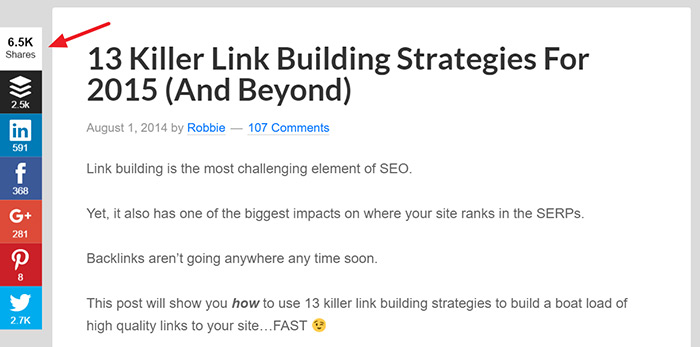 6.5K
Shares
2.5k
in
591
f
368
G+
281
8
2.7K
13 Killer Link Building Strategies For
2015 (And Beyond)
August 1, 2014 by Robbie — 107 Comments
Link building is the most challenging element of SEO.
Yet, it also has one of the biggest impacts on where your site ranks in the SERPs.
Backlinks aren’t going anywhere any time soon.
This post will show you how to use 13 killer link building strategies to build a boat load of
high quality links to your site…FAST 😉